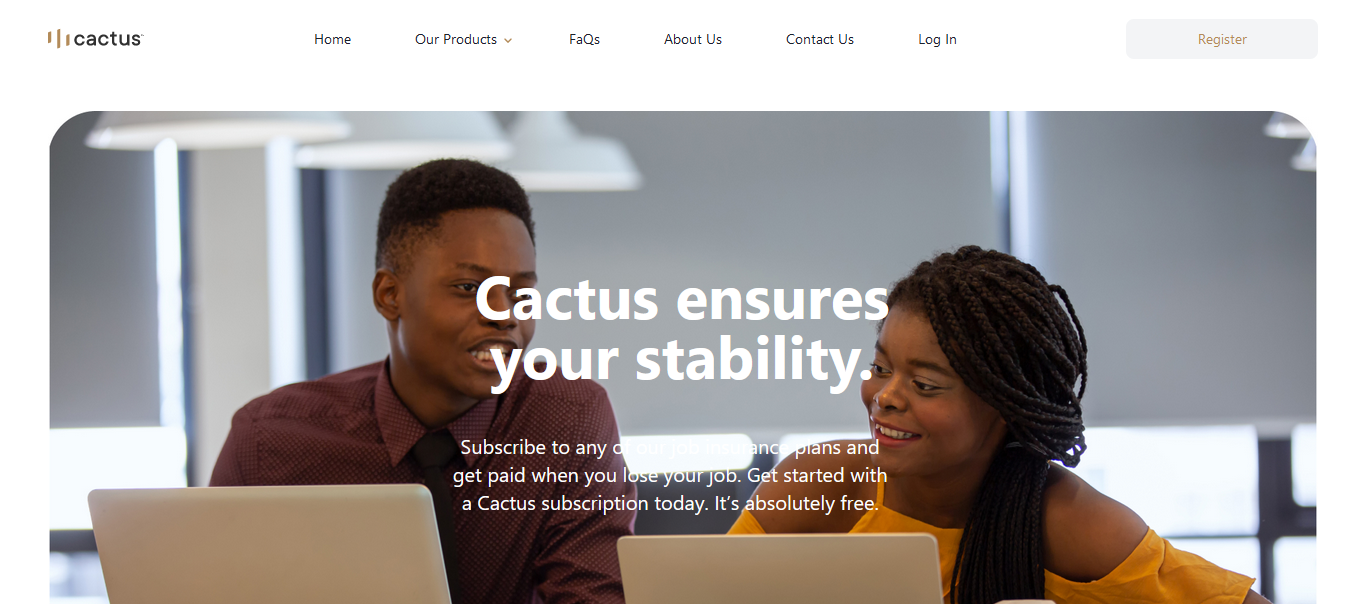 cactus
Home
Our Products
FaQs
About Us
Contact Us
Log In
Register
Cactus ensures
your stability.
Subscribe to any of our job insurance plans and
get paid when you lose your job. Get started with
a Cactus subscription today. It’s absolutely free.